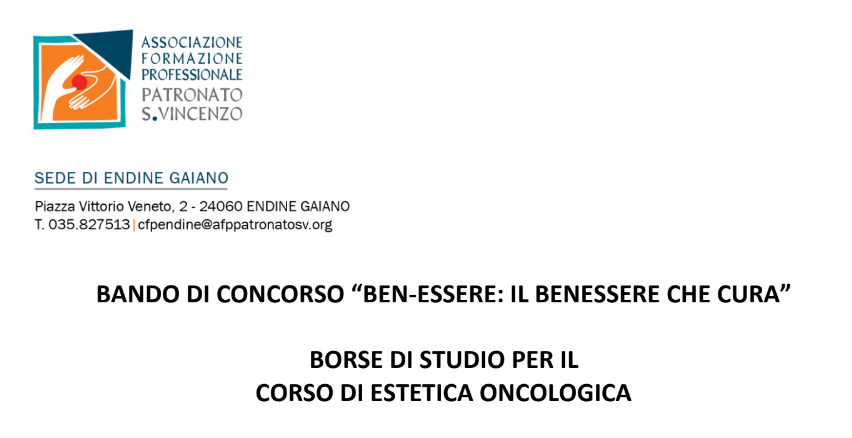 ASSOCIAZIONE
FORMAZIONE
PROFESSIONALE
PATRONATO
S.VINCENZO
SEDE DI ENDINE GAIANO
Piazza Vittorio Veneto, 2 - 24060 ENDINE GAIANO
T. 035.827513|cfpendine@afppatronatosv.org
BANDO DI CONCORSO “BEN-ESSERE: IL BENESSERE CHE CURA”
BORSE DI STUDIO PER IL
CORSO DI ESTETICA ONCOLOGICA